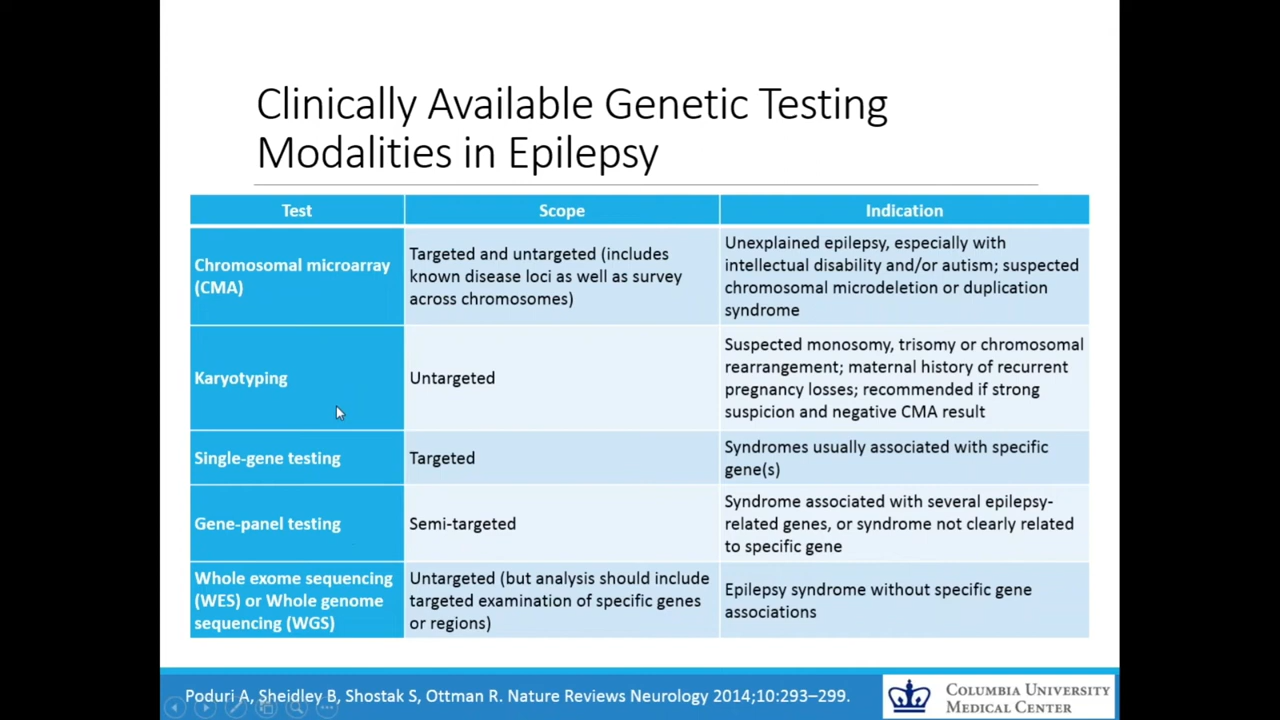 Clinically Available Genetic Testing
Modalities in Epilepsy
Test
Scope
Indication
Chromosomal microarray
(CMA)
Targeted and untargeted (includes
known disease loci as well as survey
across chromosomes)
Unexplained epilepsy, especially with
intellectual disability and/or autism; suspected
chromosomal microdeletion or duplication
syndrome
Karyotyping
Untargeted
Suspected monosomy, trisomy or chromosomal
rearrangement; maternal history of recurrent
pregnancy losses; recommended if strong
suspicion and negative CMA result
Single-gene testing
Targeted
Syndromes usually associated with specific
gene(s)
Gene-panel testing
Semi-targeted
Syndrome associated with several epilepsy-
related genes, or syndrome not clearly related
to specific gene
Whole exome sequencing
(WES) or Whole genome
sequencing (WGS)
Untargeted (but analysis should include
targeted examination of specific genes
or regions)
Epilepsy syndrome without specific gene
associations
Poduri A, Sheidley B, Shostak S, Ottman R. Nature Reviews Neurology 2014;10:293–299.
COLUMBIA UNIVERSITY
MEDICAL CENTER